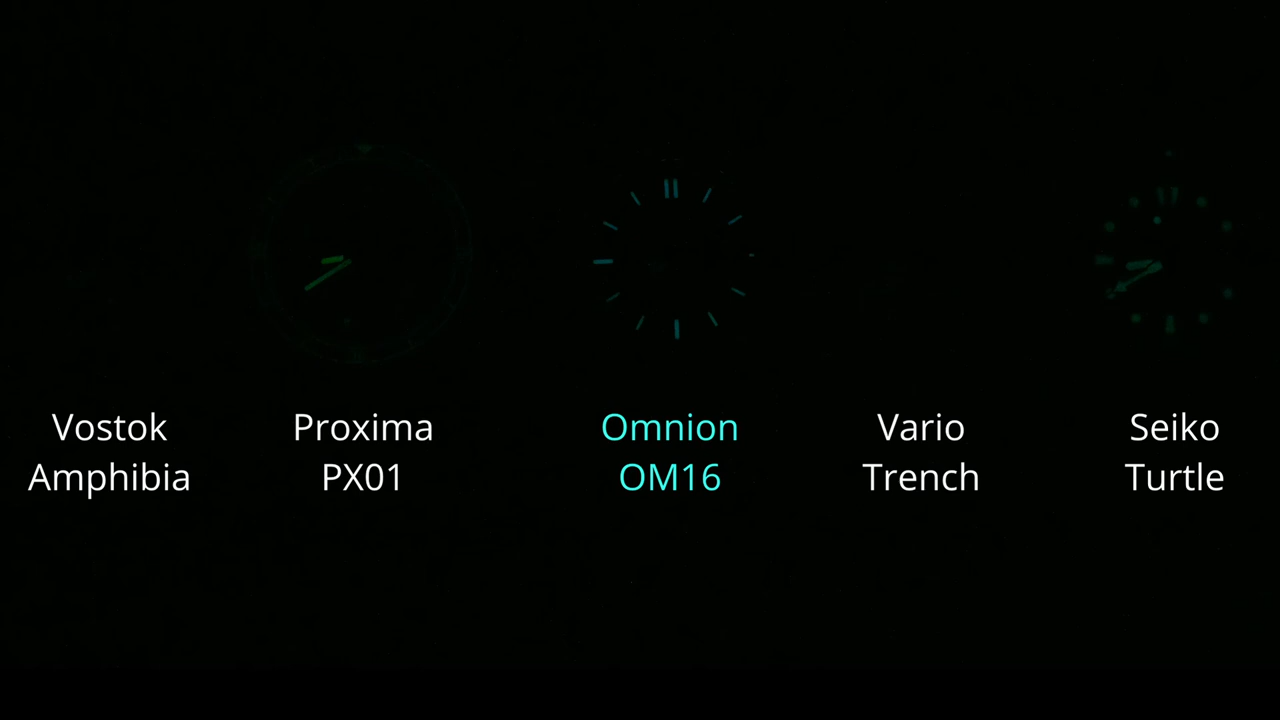 Vostok
Amphibia
Proxima
PX01
Omnion
OM16
Vario
Trench
Seiko
Turtle